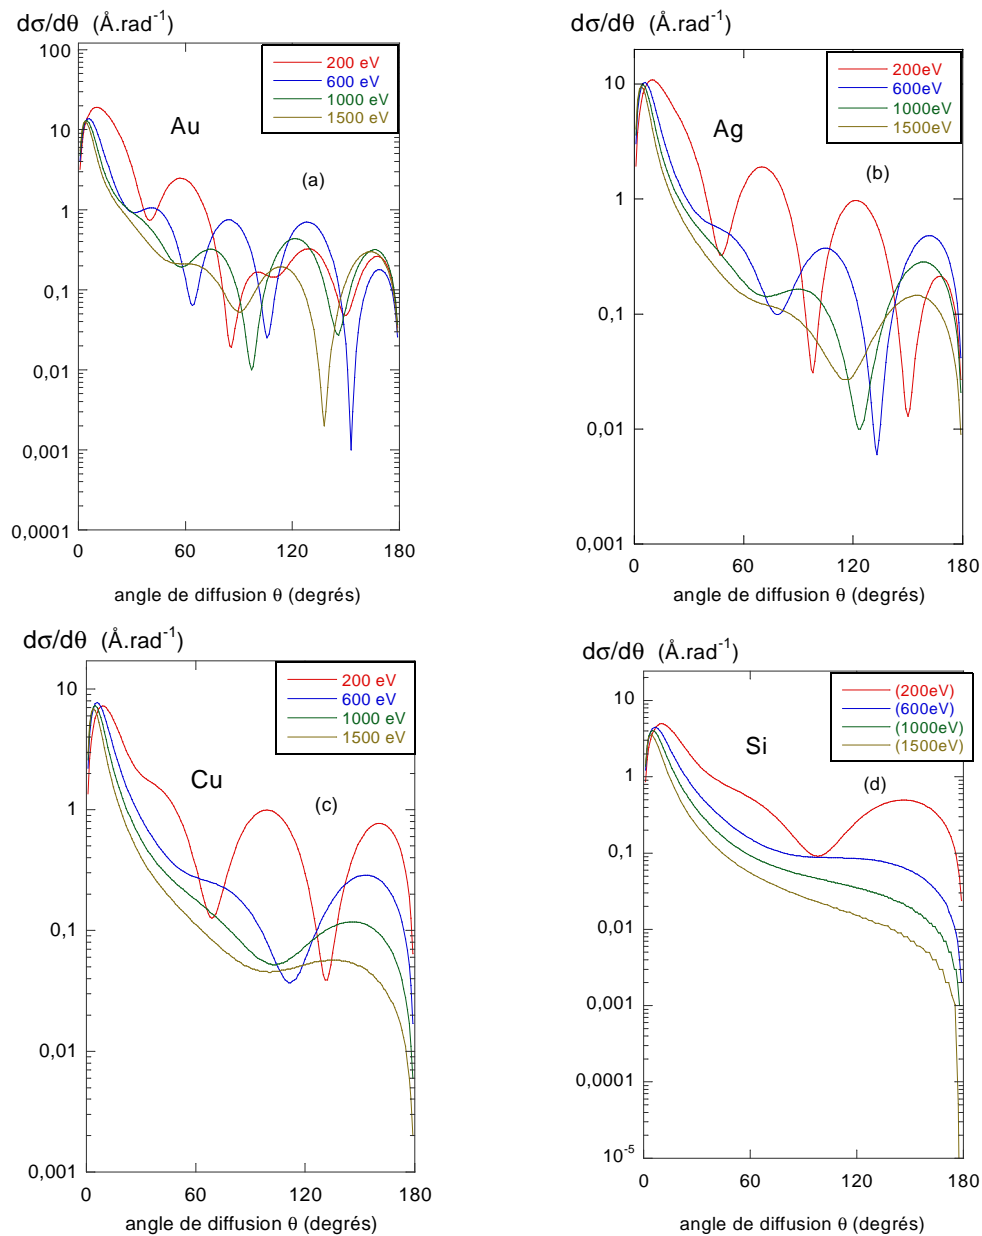 dσ/dθ (Å.rad⁻¹)
100
10
1
0,1
0,01
0,001
0,0001
0 60 120 180
angle de diffusion θ (degrés)
Au
(a)
200 eV
600 eV
1000 eV
1500 eV
dσ/dθ (Å.rad⁻¹)
10
1
0,1
0,01
0,001
0 60 120 180
angle de diffusion θ (degrés)
Ag
(b)
200eV
600eV
1000eV
1500eV
dσ/dθ (Å.rad⁻¹)
10
1
0,1
0,01
0,001
0 60 120 180
angle de diffusion θ (degrés)
Cu
(c)
200 eV
600 eV
1000 eV
1500 eV
dσ/dθ (Å.rad⁻¹)
10
1
0,1
0,01
0,001
0,0001
10⁻⁵
0 60 120 180
angle de diffusion θ (degrés)
Si
(d)
(200eV)
(600eV)
(1000eV)
(1500eV)